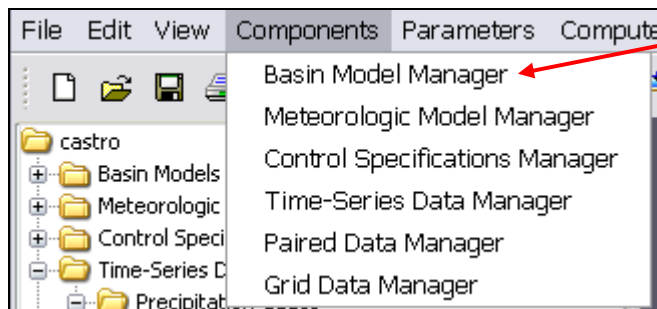 File Edit View Components Parameters Compute
Basin Model Manager
Meteorologic Model Manager
Control Specifications Manager
Time-Series Data Manager
Paired Data Manager
Grid Data Manager
castro
Basin Models
Meteorologic
Control Speci
Time-Series D
Precipitat